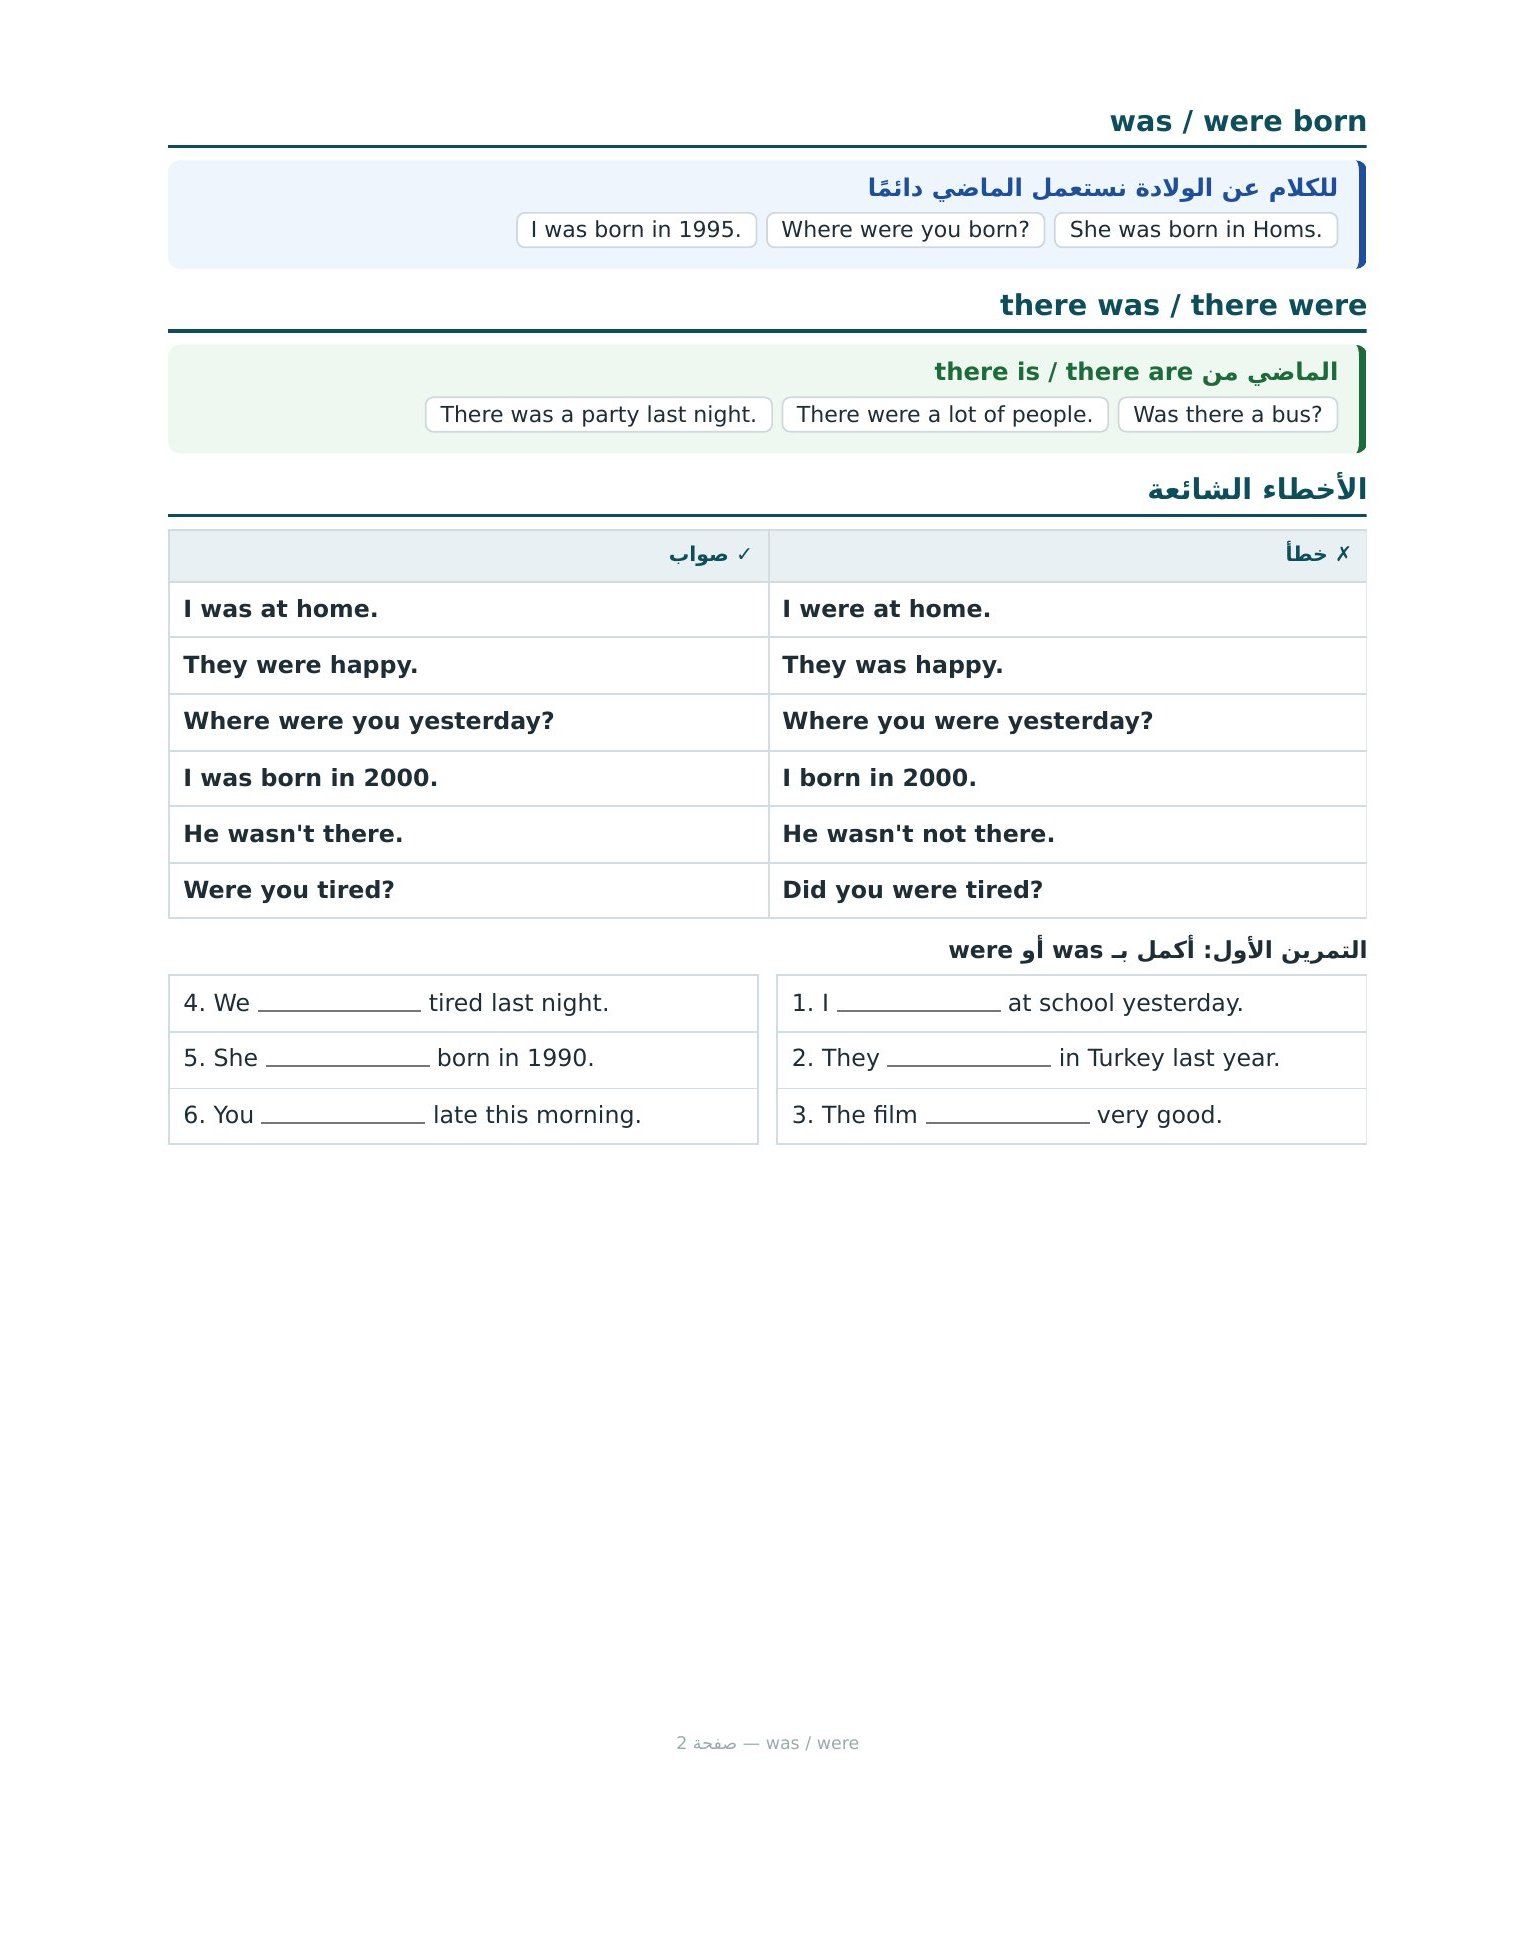 was / were born
للكلام عن الولادة نستعمل الماضي دائمًا
She was born in Homs. Where were you born? I was born in 1995.
there was / there were
الماضي من there is / there are
Was there a bus? There were a lot of people. There was a party last night.
الأخطاء الشائعة
✗ خطأ ✓ صواب
I were at home. I was at home.
They was happy. They were happy.
Where you were yesterday? Where were you yesterday?
I born in 2000. I was born in 2000.
He wasn't not there. He wasn't there.
Did you were tired? Were you tired?
التمرين الأول: أكمل بـ was أو were
1. I ____________ at school yesterday. 4. We ____________ tired last night.
2. They ____________ in Turkey last year. 5. She ____________ born in 1990.
3. The film ____________ very good. 6. You ____________ late this morning.
was / were — صفحة 2